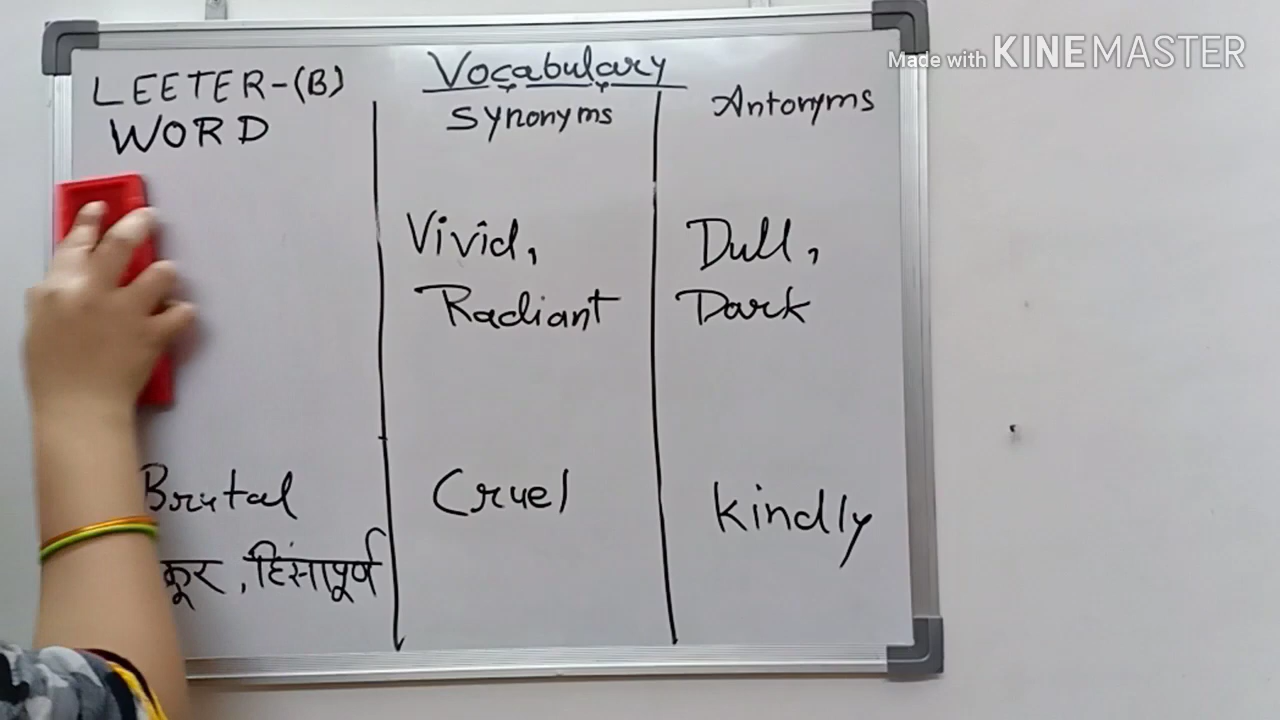 Made with KINEMASTER
Vocabulary
LEETER-(B)
WORD
Synonyms
Antonyms
Vivid,
Radiant
Dull,
Dark
Brutal
क्रूर, हिंसापूर्ण
Cruel
kindly